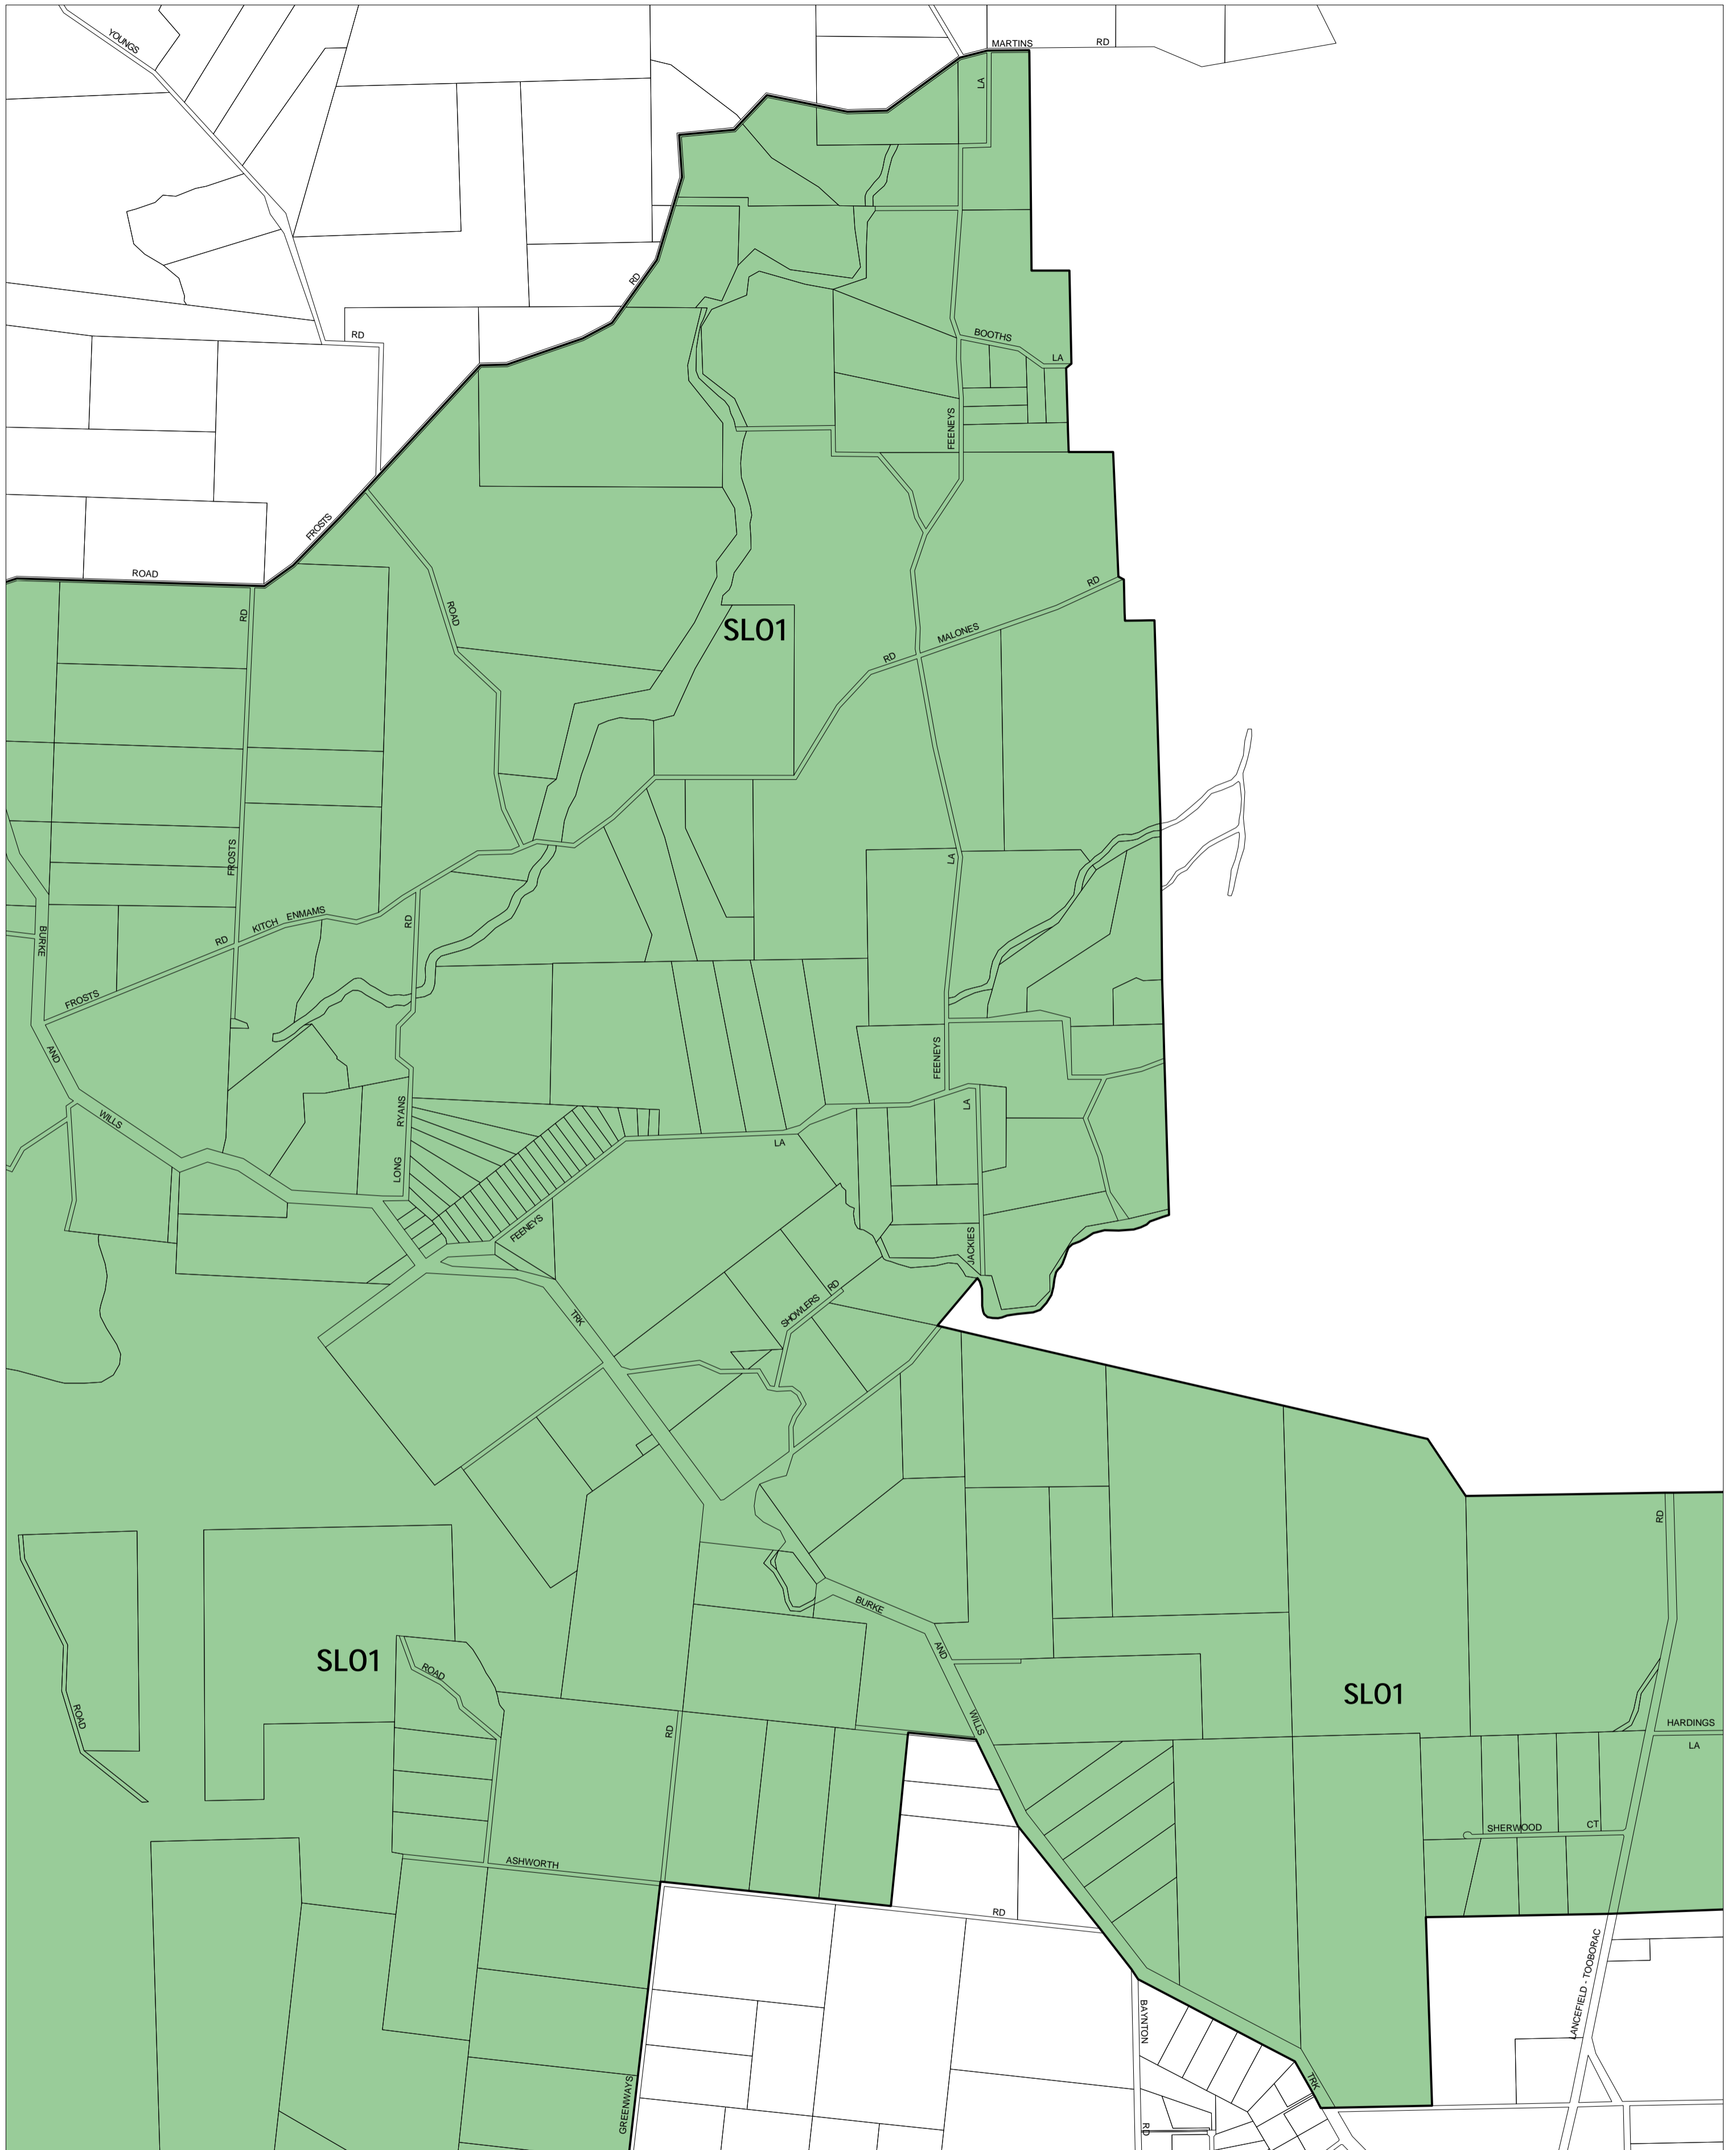 YOUNGS
MARTINS
RD
LA
RD
RD
BOOTHS
LA
FEENEYS
FROSTS
ROAD
RD
ROAD
SLO1
RD
MALONES
RD
FROSTS
LA
KITCH
ENMAMS
RD
RD
BURKE
FROSTS
AND
FEENEYS
WILLS
RYANS
LA
LA
LONG
FEENEYS
JACKIES
RD
SHOWLERS
TRK
RD
BURKE
AND
SLO1
ROAD
SLO1
ROAD
WILLS
RD
HARDINGS
LA
SHERWOOD
CT
ASHWORTH
RD
LANCEFIELD - TOOBORAC
BAYNTON
TRK
GREENWAYS
RD